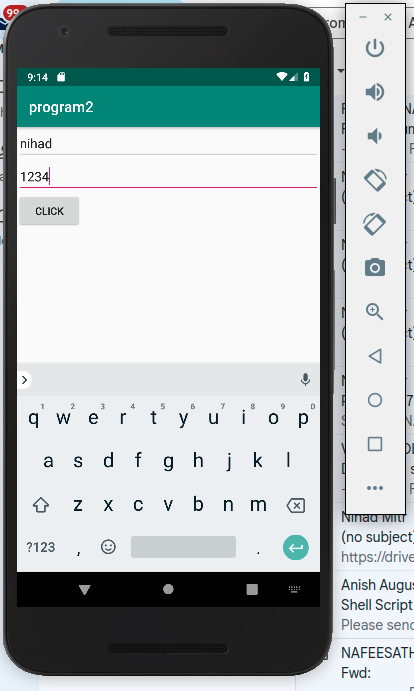 99
9:14
program2
nihad
1234
CLICK
1 2 3 4 5 6 7 8 9 0
q w e r t y u i o p
a s d f g h j k l
z x c v b n m
?123 , .
Nihad Mitr
(no subject)
https://drive
Anish Augus
Shell Script
Please send
NAFEESATH
Fwd: